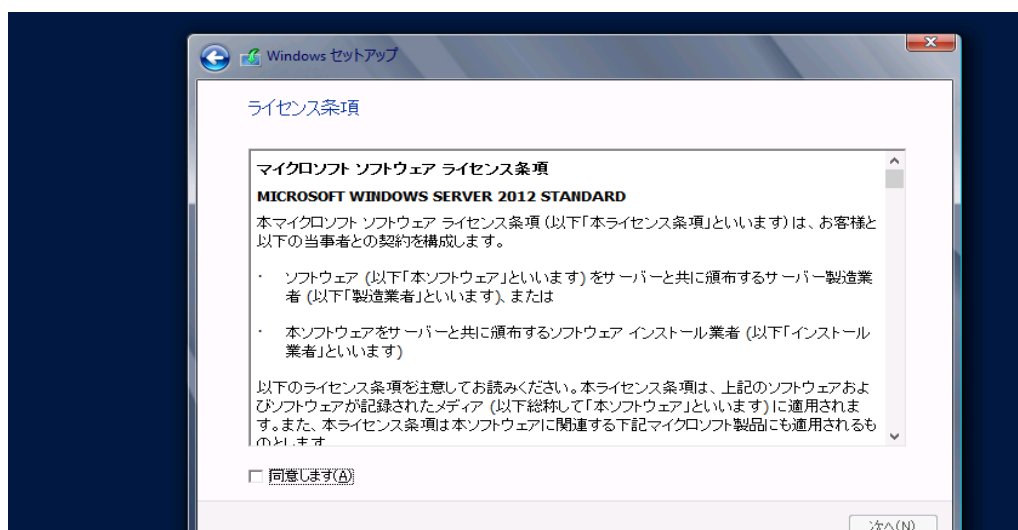 Windows セットアップ
ライセンス条項
マイクロソフト ソフトウェア ライセンス条項
MICROSOFT WINDOWS SERVER 2012 STANDARD
本マイクロソフト ソフトウェア ライセンス条項 (以下「本ライセンス条項」といいます) は、お客様と
以下の当事者との契約を構成します。
· ソフトウェア (以下「本ソフトウェア」といいます) をサーバーと共に頒布するサーバー製造業
者 (以下「製造業者」といいます)、または
· 本ソフトウェアをサーバーと共に頒布するソフトウェア インストール業者 (以下「インストール
業者」といいます)
以下のライセンス条項を注意してお読みください。本ライセンス条項は、上記のソフトウェアおよ
びソフトウェアが記録されたメディア (以下総称して「本ソフトウェア」といいます) に適用されま
す。また、本ライセンス条項は本ソフトウェアに関連する下記マイクロソフト製品にも適用されるも
のとします
同意します(A)
次へ(N)